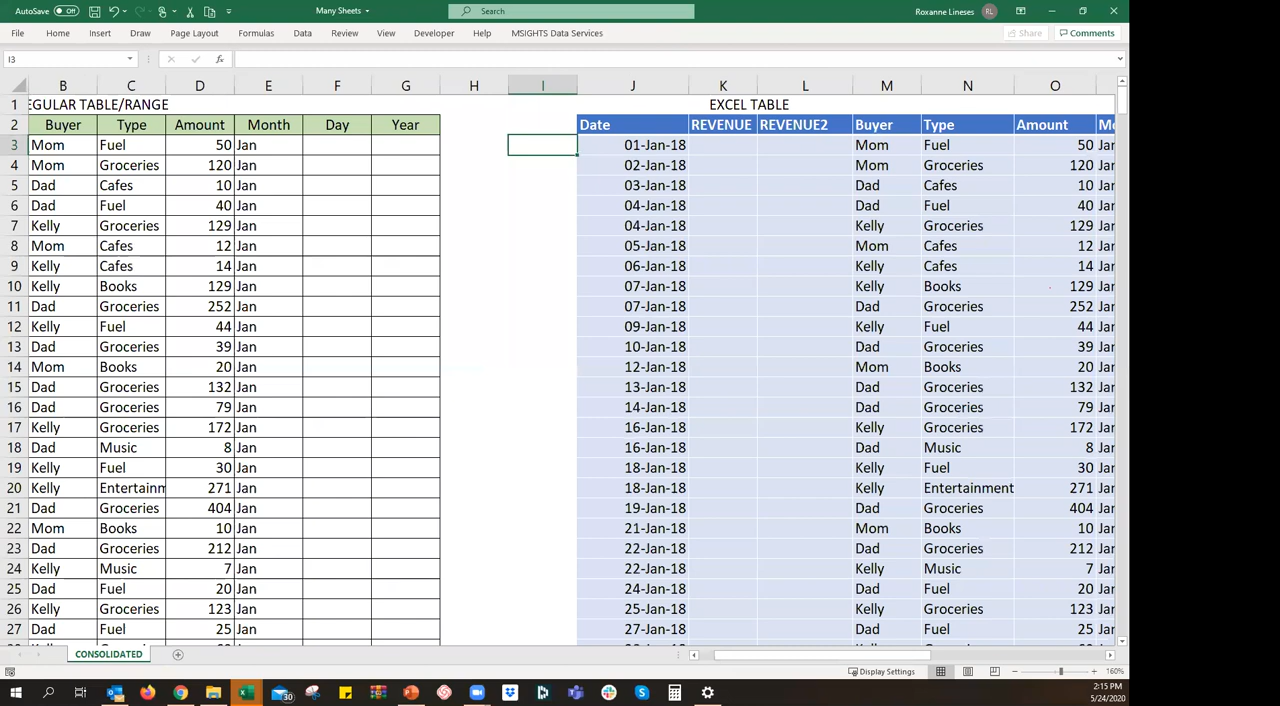 AutoSave Off Many Sheets Search Roxanne Lineses RL
File Home Insert Draw Page Layout Formulas Data Review View Developer Help MSIGHTS Data Services Share Comments
I3 fx
B C D E F G H I J K L M N O
1 EGULAR TABLE/RANGE EXCEL TABLE
2 Buyer Type Amount Month Day Year Date REVENUE REVENUE2 Buyer Type Amount Mo
3 Mom Fuel 50 Jan 01-Jan-18 Mom Fuel 50 Jan
4 Mom Groceries 120 Jan 02-Jan-18 Mom Groceries 120 Jan
5 Dad Cafes 10 Jan 03-Jan-18 Dad Cafes 10 Jan
6 Dad Fuel 40 Jan 04-Jan-18 Dad Fuel 40 Jan
7 Kelly Groceries 129 Jan 04-Jan-18 Kelly Groceries 129 Jan
8 Mom Cafes 12 Jan 05-Jan-18 Mom Cafes 12 Jan
9 Kelly Cafes 14 Jan 06-Jan-18 Kelly Cafes 14 Jan
10 Kelly Books 129 Jan 07-Jan-18 Kelly Books 129 Jan
11 Dad Groceries 252 Jan 07-Jan-18 Dad Groceries 252 Jan
12 Kelly Fuel 44 Jan 09-Jan-18 Kelly Fuel 44 Jan
13 Dad Groceries 39 Jan 10-Jan-18 Dad Groceries 39 Jan
14 Mom Books 20 Jan 12-Jan-18 Mom Books 20 Jan
15 Dad Groceries 132 Jan 13-Jan-18 Dad Groceries 132 Jan
16 Dad Groceries 79 Jan 14-Jan-18 Dad Groceries 79 Jan
17 Kelly Groceries 172 Jan 16-Jan-18 Kelly Groceries 172 Jan
18 Dad Music 8 Jan 16-Jan-18 Dad Music 8 Jan
19 Kelly Fuel 30 Jan 18-Jan-18 Kelly Fuel 30 Jan
20 Kelly Entertainm 271 Jan 18-Jan-18 Kelly Entertainment 271 Jan
21 Dad Groceries 404 Jan 19-Jan-18 Dad Groceries 404 Jan
22 Mom Books 10 Jan 21-Jan-18 Mom Books 10 Jan
23 Dad Groceries 212 Jan 22-Jan-18 Dad Groceries 212 Jan
24 Kelly Music 7 Jan 22-Jan-18 Kelly Music 7 Jan
25 Dad Fuel 20 Jan 24-Jan-18 Dad Fuel 20 Jan
26 Kelly Groceries 123 Jan 25-Jan-18 Kelly Groceries 123 Jan
27 Dad Fuel 25 Jan 27-Jan-18 Dad Fuel 25 Jan
CONSOLIDATED
Display Settings 160%
30 2:15 PM
5/24/2020